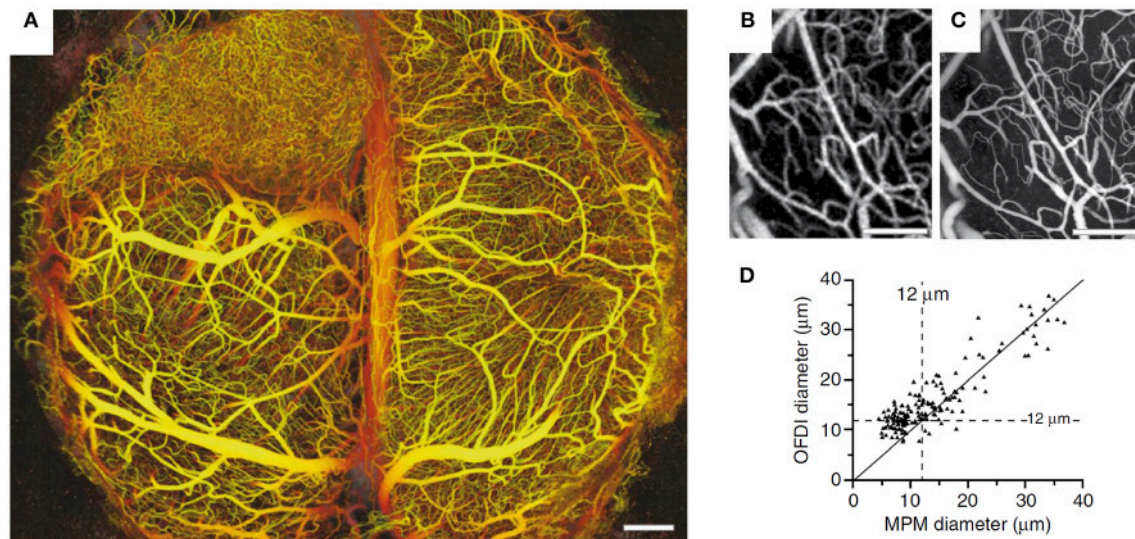 A
B
C
D
40
30
20
10
0
OFDI diameter (μm)
12 μm
12 μm
0 10 20 30 40
MPM diameter (μm)